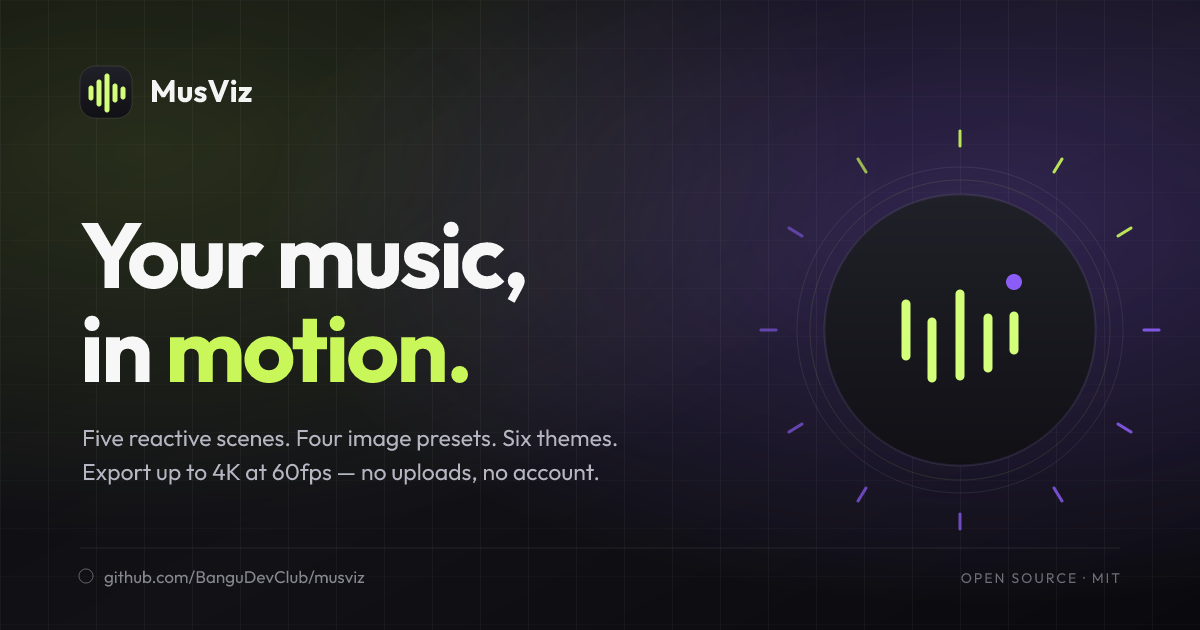 MusViz
Your music,
in motion.
Five reactive scenes. Four image presets. Six themes.
Export up to 4K at 60fps — no uploads, no account.
github.com/BanguDevClub/musviz
OPEN SOURCE · MIT